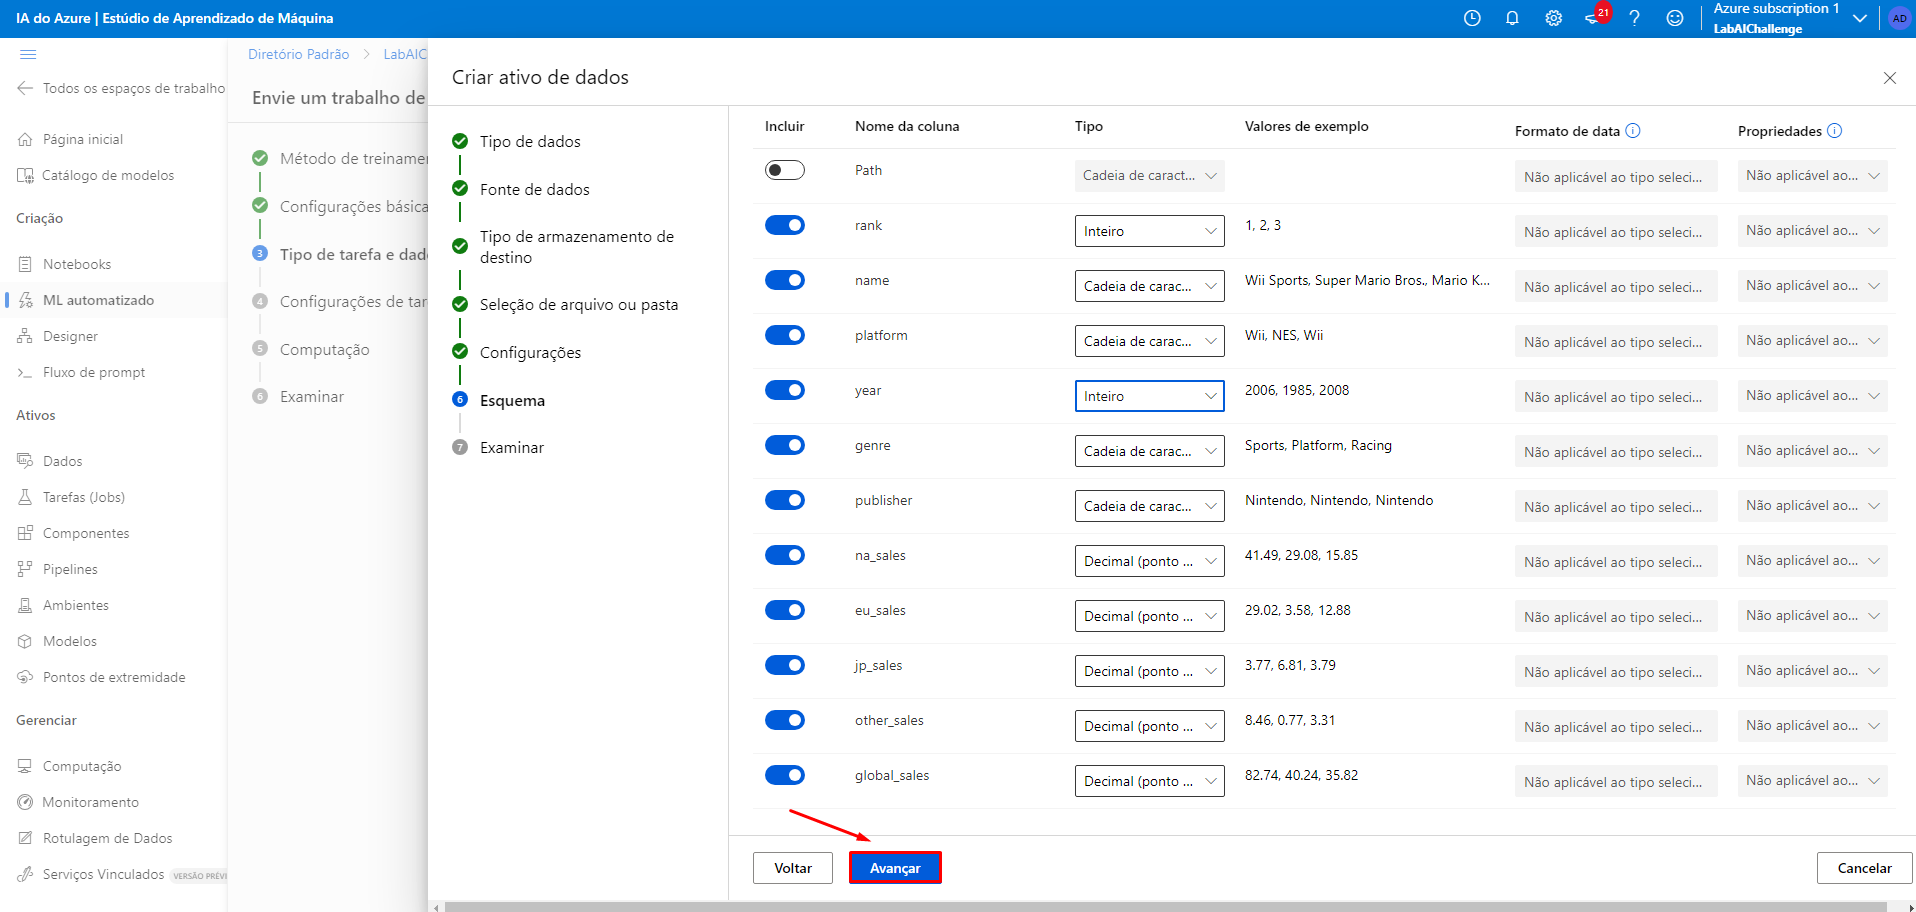 IA do Azure | Estúdio de Aprendizado de Máquina
21
Azure subscription 1
LabAIChallenge
AD
Todos os espaços de trabalho
Página inicial
Catálogo de modelos
Criação
Notebooks
ML automatizado
Designer
Fluxo de prompt
Ativos
Dados
Tarefas (Jobs)
Componentes
Pipelines
Ambientes
Modelos
Pontos de extremidade
Gerenciar
Computação
Monitoramento
Rotulagem de Dados
Serviços Vinculados VERSÃO PRÉVI
Diretório Padrão > LabAIC
Envie um trabalho de
Método de treinamer
Configurações básica
3 Tipo de tarefa e dado
4 Configurações de tar
5 Computação
6 Examinar
Criar ativo de dados
Tipo de dados
Fonte de dados
Tipo de armazenamento de
destino
Seleção de arquivo ou pasta
Configurações
6 Esquema
7 Examinar
Incluir Nome da coluna Tipo Valores de exemplo Formato de data Propriedades
Path Cadeia de caract... Não aplicável ao tipo seleci... Não aplicável ao...
rank Inteiro 1, 2, 3 Não aplicável ao tipo seleci... Não aplicável ao...
name Cadeia de carac... Wii Sports, Super Mario Bros., Mario K... Não aplicável ao tipo seleci... Não aplicável ao...
platform Cadeia de carac... Wii, NES, Wii Não aplicável ao tipo seleci... Não aplicável ao...
year Inteiro 2006, 1985, 2008 Não aplicável ao tipo seleci... Não aplicável ao...
genre Cadeia de carac... Sports, Platform, Racing Não aplicável ao tipo seleci... Não aplicável ao...
publisher Cadeia de carac... Nintendo, Nintendo, Nintendo Não aplicável ao tipo seleci... Não aplicável ao...
na_sales Decimal (ponto ... 41.49, 29.08, 15.85 Não aplicável ao tipo seleci... Não aplicável ao...
eu_sales Decimal (ponto ... 29.02, 3.58, 12.88 Não aplicável ao tipo seleci... Não aplicável ao...
jp_sales Decimal (ponto ... 3.77, 6.81, 3.79 Não aplicável ao tipo seleci... Não aplicável ao...
other_sales Decimal (ponto ... 8.46, 0.77, 3.31 Não aplicável ao tipo seleci... Não aplicável ao...
global_sales Decimal (ponto ... 82.74, 40.24, 35.82 Não aplicável ao tipo seleci... Não aplicável ao...
Voltar Avançar Cancelar